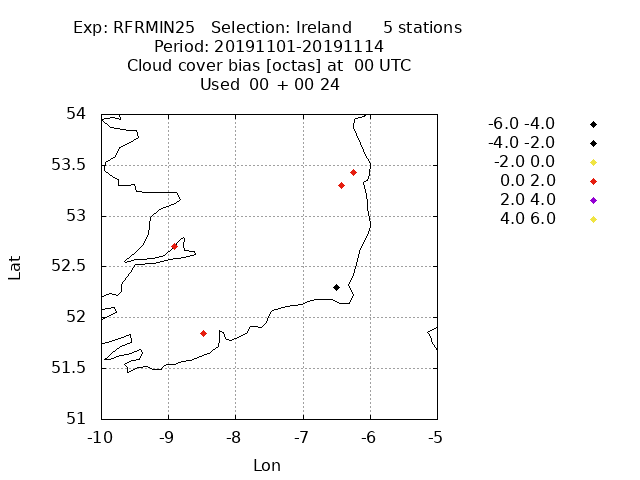 Exp: RFRMIN25 Selection: Ireland 5 stations
Period: 20191101-20191114
Cloud cover bias [octas] at 00 UTC
Used 00 + 00 24
54
53.5
53
52.5
52
51.5
51
-10 -9 -8 -7 -6 -5
Lat
Lon
-6.0 -4.0
-4.0 -2.0
-2.0 0.0
0.0 2.0
2.0 4.0
4.0 6.0